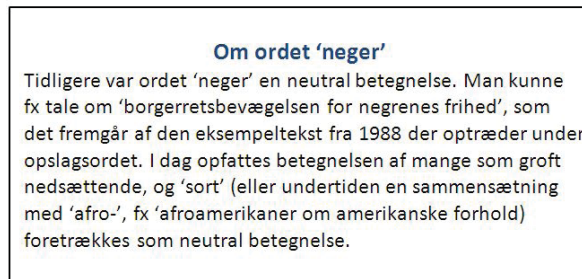 Om ordet ‘neger’
Tidligere var ordet ‘neger’ en neutral betegnelse. Man kunne
fx tale om ‘borgerretsbevægelsen for negrenes frihed’, som
det fremgår af den eksempeltekst fra 1988 der optræder under
opslagsordet. I dag opfattes betegnelsen af mange som groft
nedsættende, og ‘sort’ (eller undertiden en sammensætning
med ‘afro-’, fx ‘afroamerikaner om amerikanske forhold)
foretrækkes som neutral betegnelse.